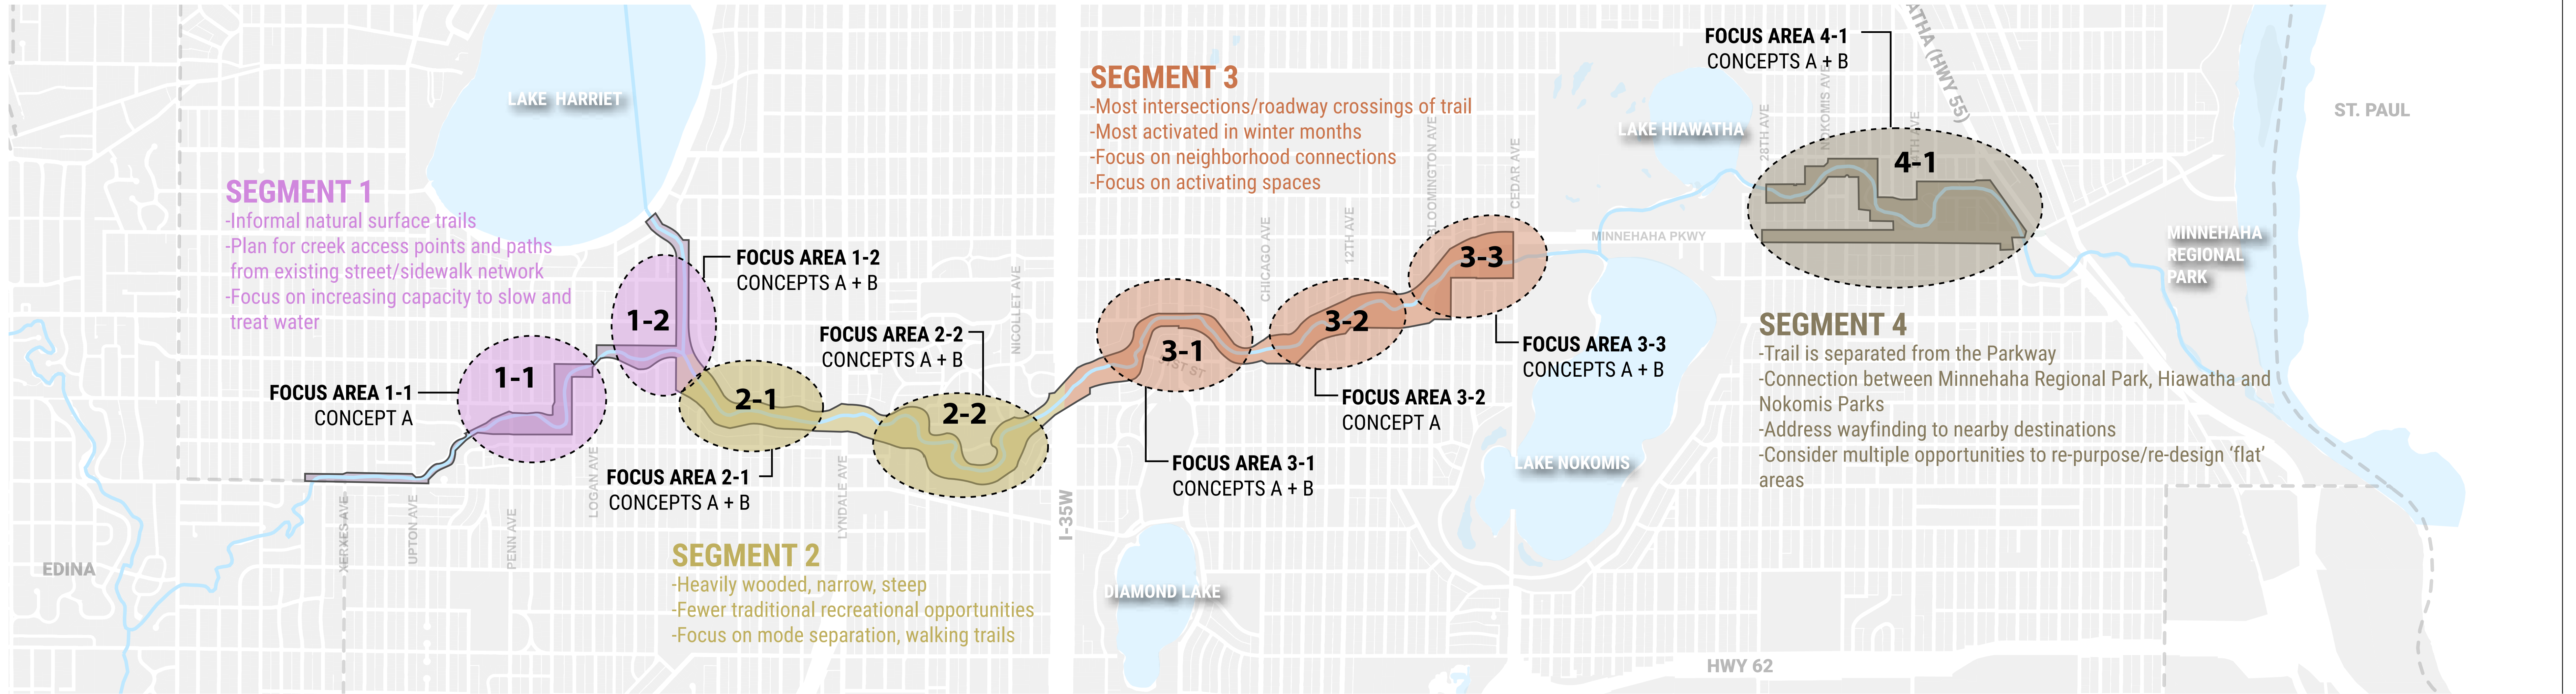 FOCUS AREA 4-1
CONCEPTS A + B
HIAWATHA (HWY 55)
SEGMENT 3
-Most intersections/roadway crossings of trail
-Most activated in winter months
-Focus on neighborhood connections
-Focus on activating spaces
LAKE HARRIET
LAKE HIAWATHA
ST. PAUL
28TH AVE
NOKOMIS AVE
BLOOMINGTON AVE
CEDAR AVE
4-1
SEGMENT 1
-Informal natural surface trails
-Plan for creek access points and paths
from existing street/sidewalk network
-Focus on increasing capacity to slow and
treat water
MINNEHAHA PKWY
MINNEHAHA
REGIONAL
PARK
FOCUS AREA 1-2
CONCEPTS A + B
CHICAGO AVE
12TH AVE
3-3
1-2
3-2
3-1
51ST ST
FOCUS AREA 2-2
CONCEPTS A + B
NICOLLET AVE
FOCUS AREA 3-3
CONCEPTS A + B
SEGMENT 4
-Trail is separated from the Parkway
-Connection between Minnehaha Regional Park, Hiawatha and
Nokomis Parks
-Address wayfinding to nearby destinations
-Consider multiple opportunities to re-purpose/re-design ‘flat’
areas
1-1
FOCUS AREA 1-1
CONCEPT A
2-1
2-2
FOCUS AREA 3-2
CONCEPT A
FOCUS AREA 2-1
CONCEPTS A + B
FOCUS AREA 3-1
CONCEPTS A + B
LAKE NOKOMIS
XERXES AVE
UPTON AVE
PENN AVE
LOGAN AVE
LYNDALE AVE
I-35W
EDINA
SEGMENT 2
-Heavily wooded, narrow, steep
-Fewer traditional recreational opportunities
-Focus on mode separation, walking trails
DIAMOND LAKE
HWY 62